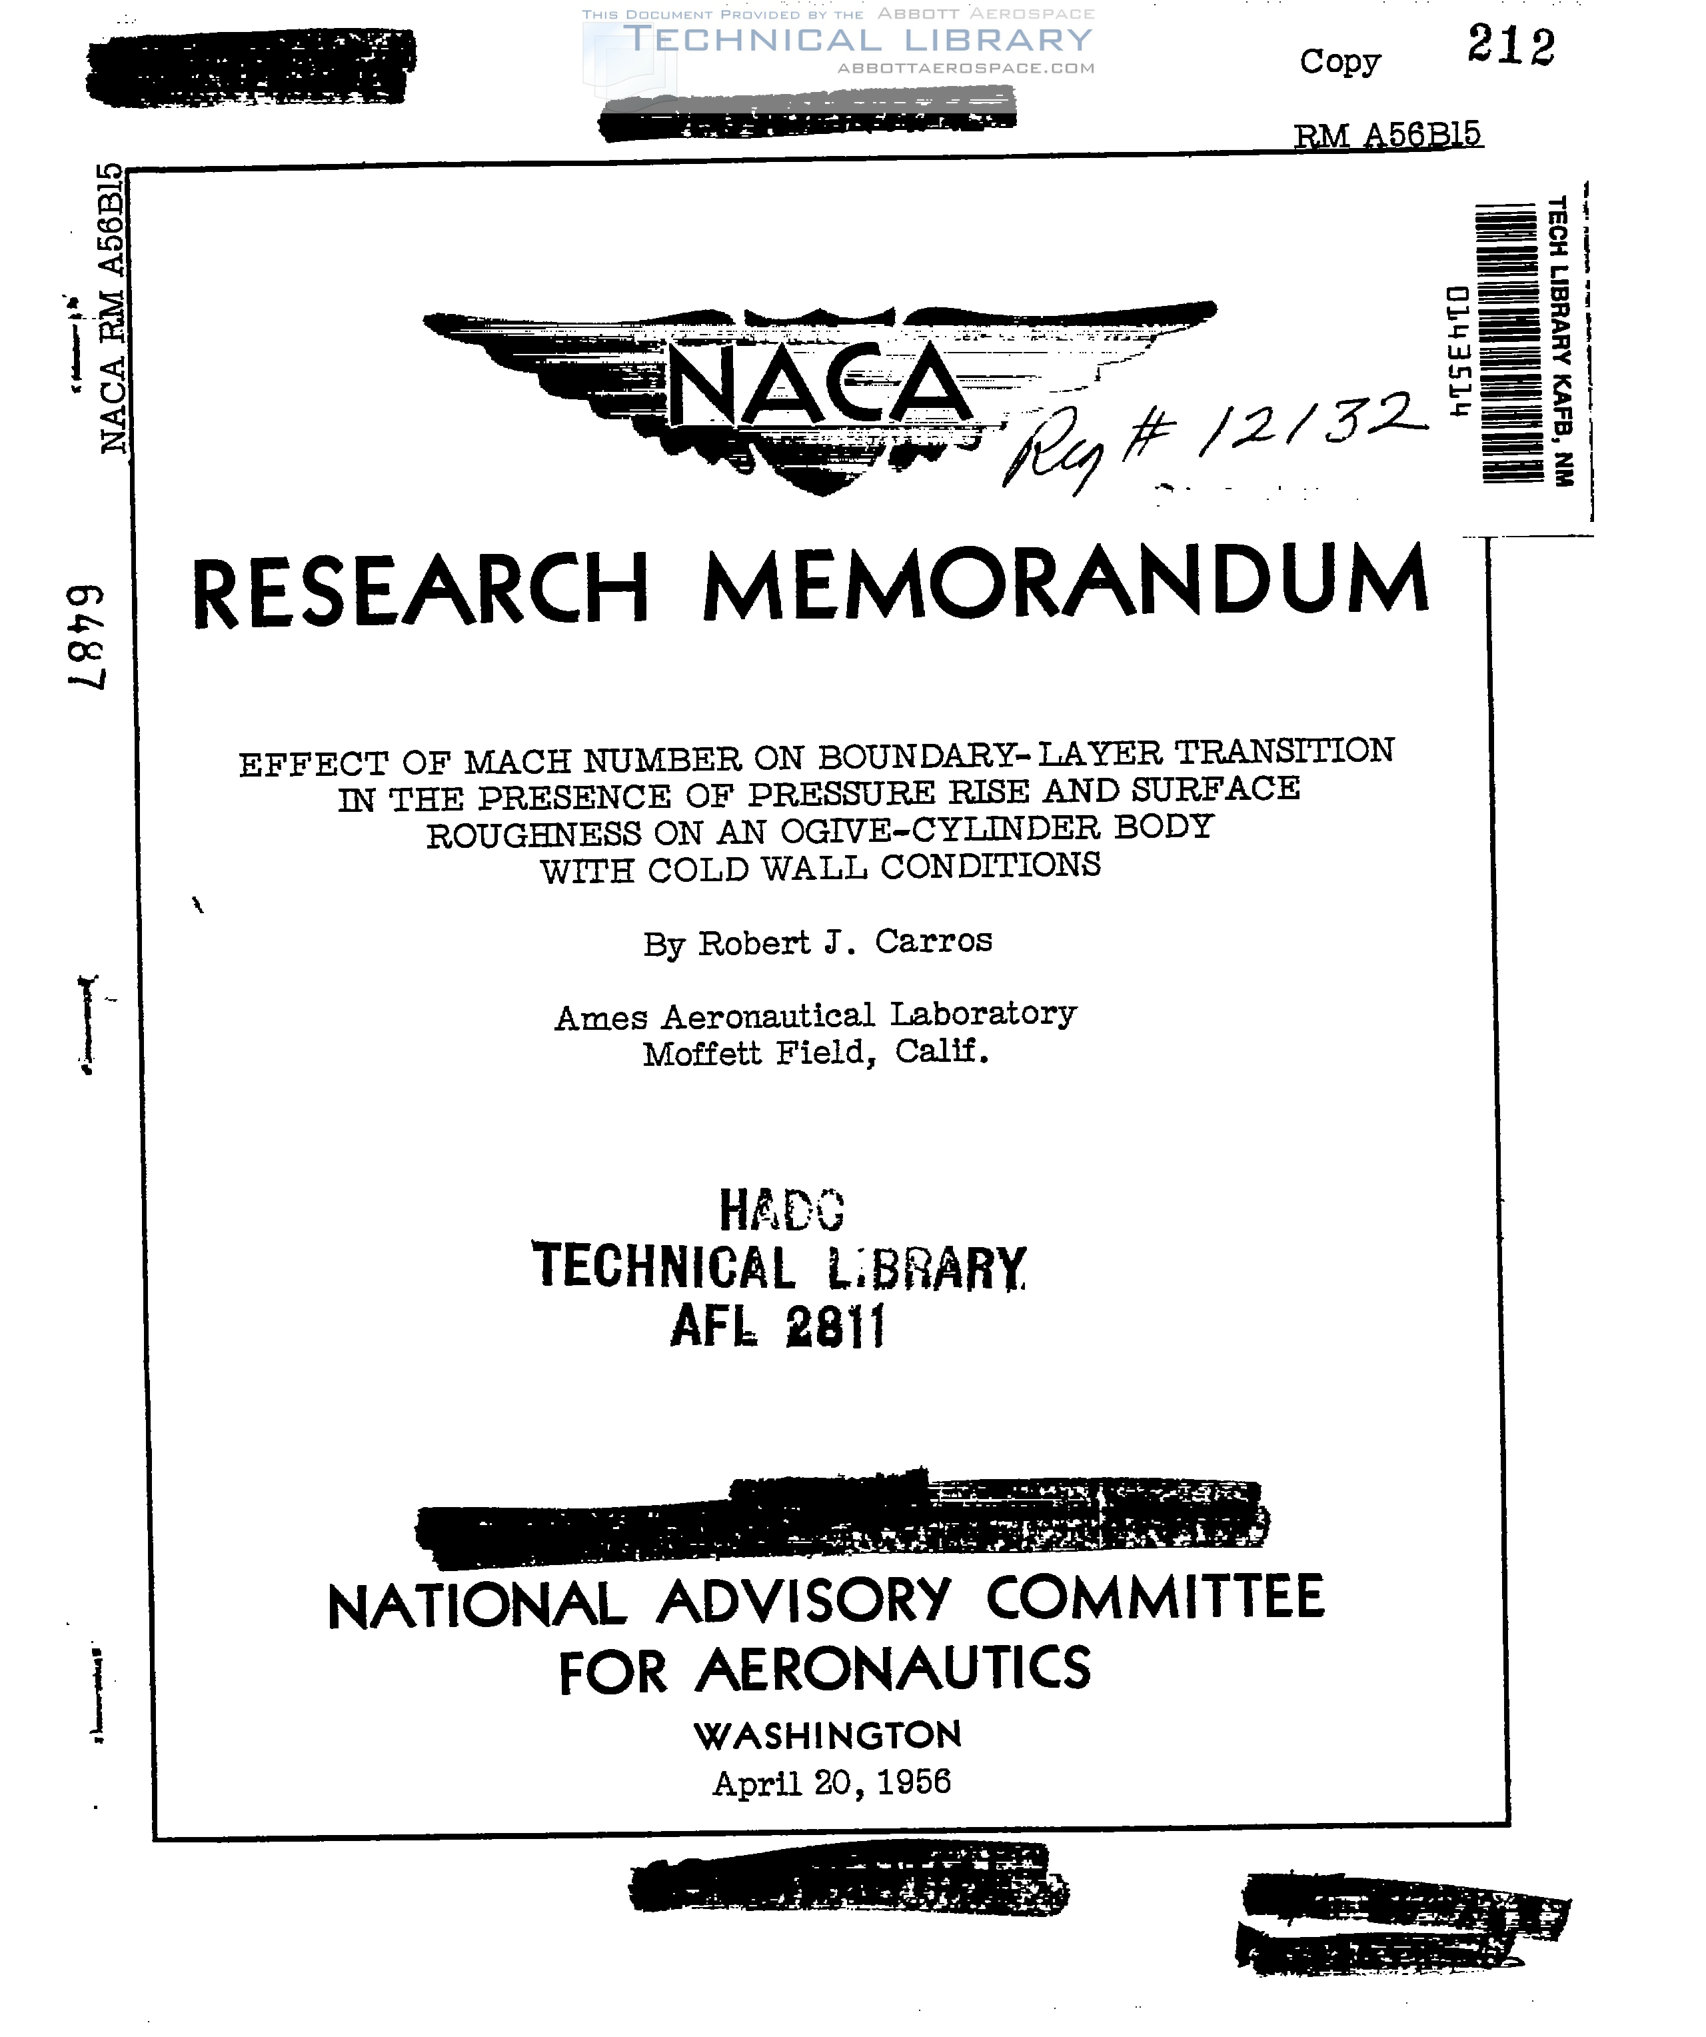 THIS DOCUMENT PROVIDED BY THE ABBOTT AEROSPACE
TECHNICAL LIBRARY
ABBOTTAEROSPACE.COM
Copy 212
RM A56B15
NACA RM A56B15
TECH LIBRARY KAFB, NM
0143514
NACA
Reg # 12132
RESEARCH MEMORANDUM
6487
EFFECT OF MACH NUMBER ON BOUNDARY-LAYER TRANSITION
IN THE PRESENCE OF PRESSURE RISE AND SURFACE
ROUGHNESS ON AN OGIVE-CYLINDER BODY
WITH COLD WALL CONDITIONS
By Robert J. Carros
Ames Aeronautical Laboratory
Moffett Field, Calif.
HADC
TECHNICAL LIBRARY
AFL 2811
NATIONAL ADVISORY COMMITTEE
FOR AERONAUTICS
WASHINGTON
April 20, 1956